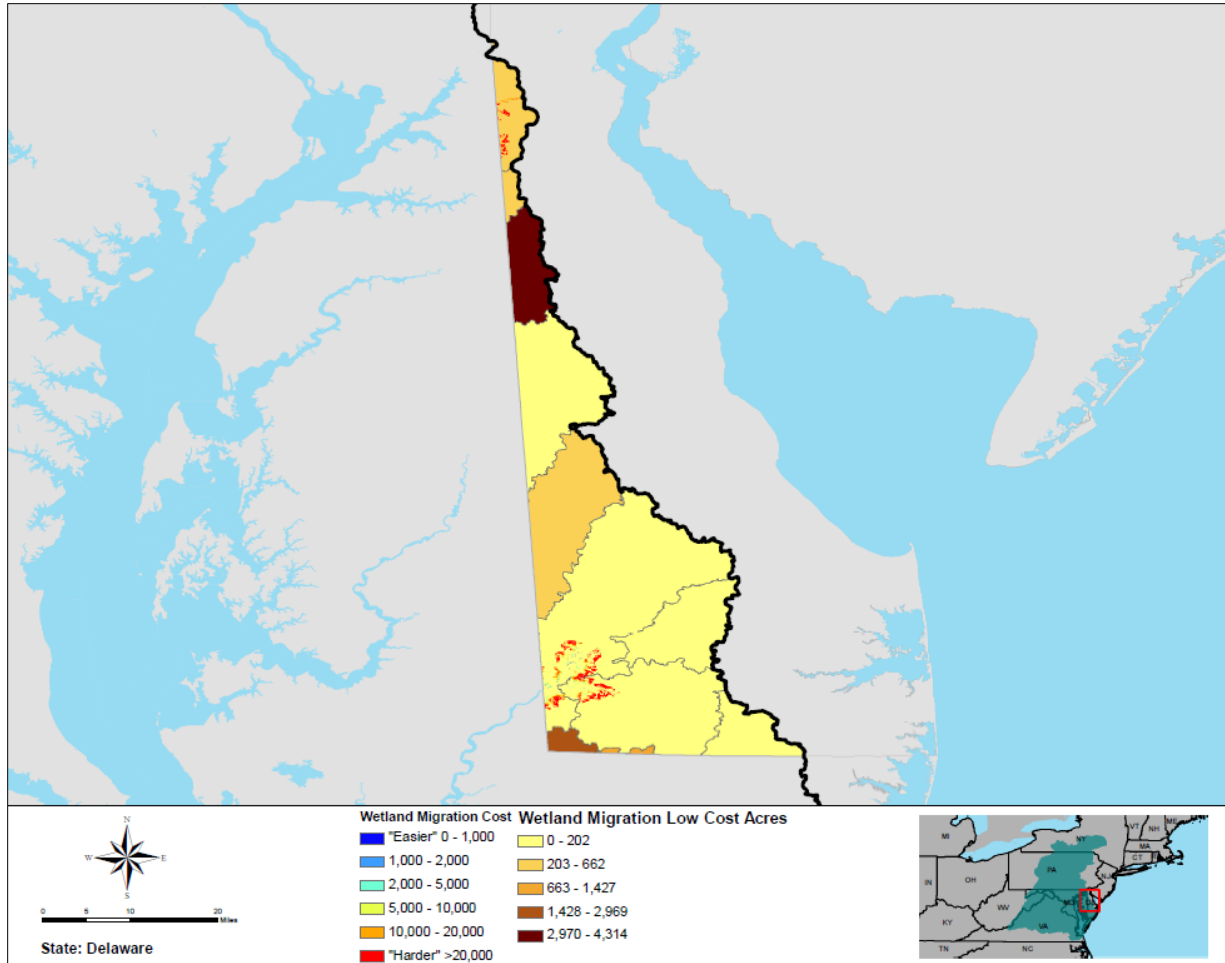 N
W
E
S
0
5
10
20
Miles
State: Delaware
Wetland Migration Cost
"Easier" 0 - 1,000
1,000 - 2,000
2,000 - 5,000
5,000 - 10,000
10,000 - 20,000
"Harder" >20,000
Wetland Migration Low Cost Acres
0 - 202
203 - 662
663 - 1,427
1,428 - 2,969
2,970 - 4,314
MI
NY
VT
NH
ME
MA
CT
PA
NJ
IN
OH
WV
KY
VA
TN
NC